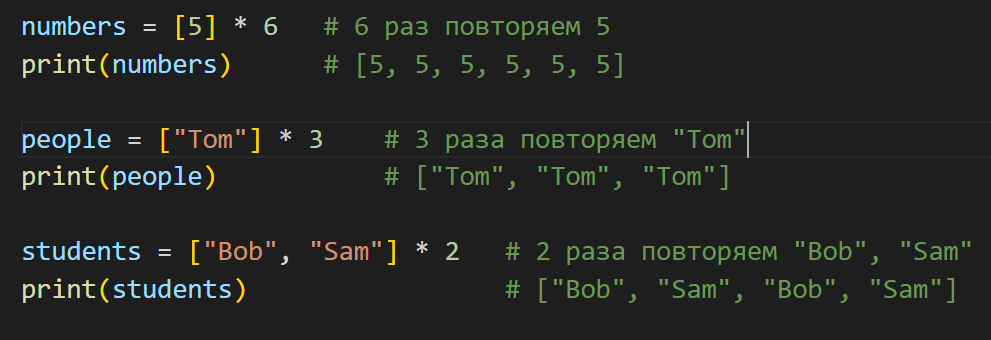 numbers = [5] * 6   # 6 раз повторяем 5
print(numbers)      # [5, 5, 5, 5, 5, 5]
people = ["Tom"] * 3    # 3 раза повторяем "Tom"
print(people)           # ["Tom", "Tom", "Tom"]
students = ["Bob", "Sam"] * 2   # 2 раза повторяем "Bob", "Sam"
print(students)                 # ["Bob", "Sam", "Bob", "Sam"]